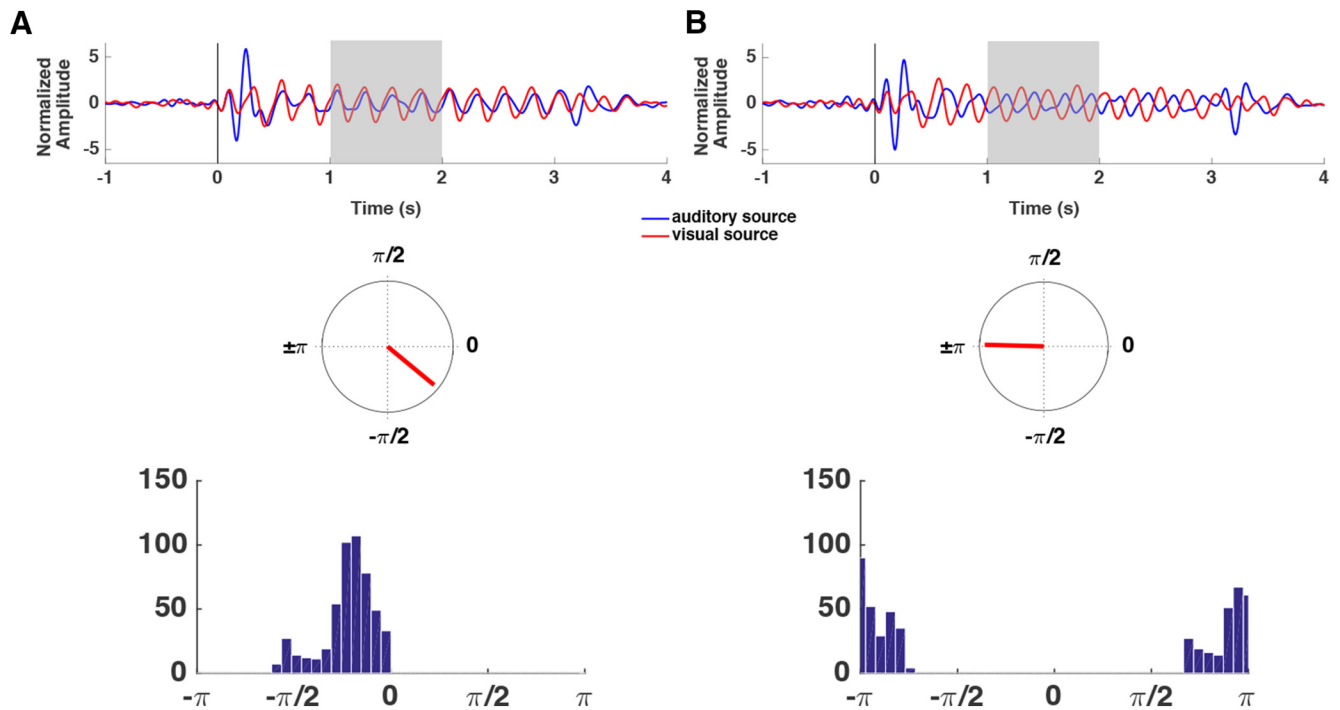 A
B
Normalized
Amplitude
5
0
-5
-1 0 1 2 3 4
Time (s)
Normalized
Amplitude
5
0
-5
-1 0 1 2 3 4
Time (s)
auditory source
visual source
π/2
±π
0
-π/2
π/2
±π
0
-π/2
150
100
50
0
-π -π/2 0 π/2 π
150
100
50
0
-π -π/2 0 π/2 π